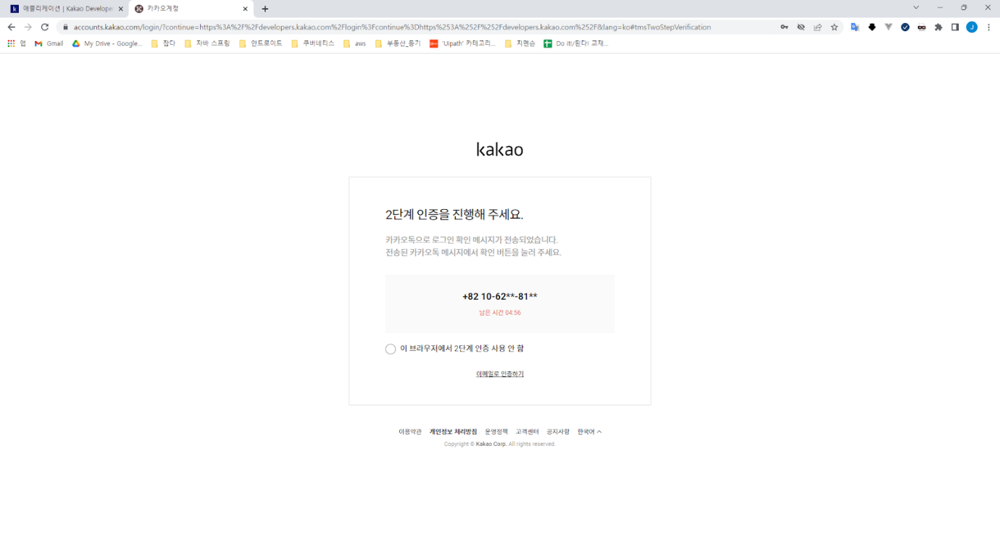 애플리케이션 | Kakao Develope
카카오계정
accounts.kakao.com/login/?continue=https%3A%2F%2Fdevelopers.kakao.com%2Flogin%3Fcontinue%3Dhttps%253A%252F%252Fdevelopers.kakao.com%252F&lang=ko#tmsTwoStepVerification
앱 Gmail My Drive - Google... 잡다 자바 스프링 안드로이드 쿠버네티스 aws 부동산_등기 'Uipath' 카테고리... 지멘슨 Do it!/된다! 교재...
kakao
2단계 인증을 진행해 주세요.
카카오톡으로 로그인 확인 메시지가 전송되었습니다.
전송된 카카오톡 메시지에서 확인 버튼을 눌러 주세요.
+82 10-62**-81**
남은 시간 04:56
이 브라우저에서 2단계 인증 사용 안 함
이메일로 인증하기
이용약관 개인정보 처리방침 운영정책 고객센터 공지사항 한국어
Copyright © Kakao Corp. All rights reserved.